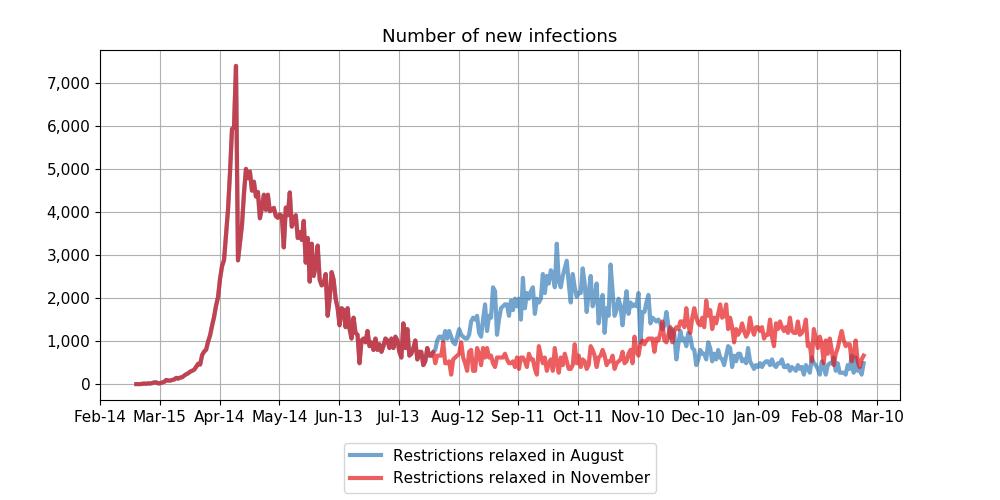 Number of new infections
7,000
6,000
5,000
4,000
3,000
2,000
1,000
0
Feb-14 Mar-15 Apr-14 May-14 Jun-13 Jul-13 Aug-12 Sep-11 Oct-11 Nov-10 Dec-10 Jan-09 Feb-08 Mar-10
Restrictions relaxed in August
Restrictions relaxed in November